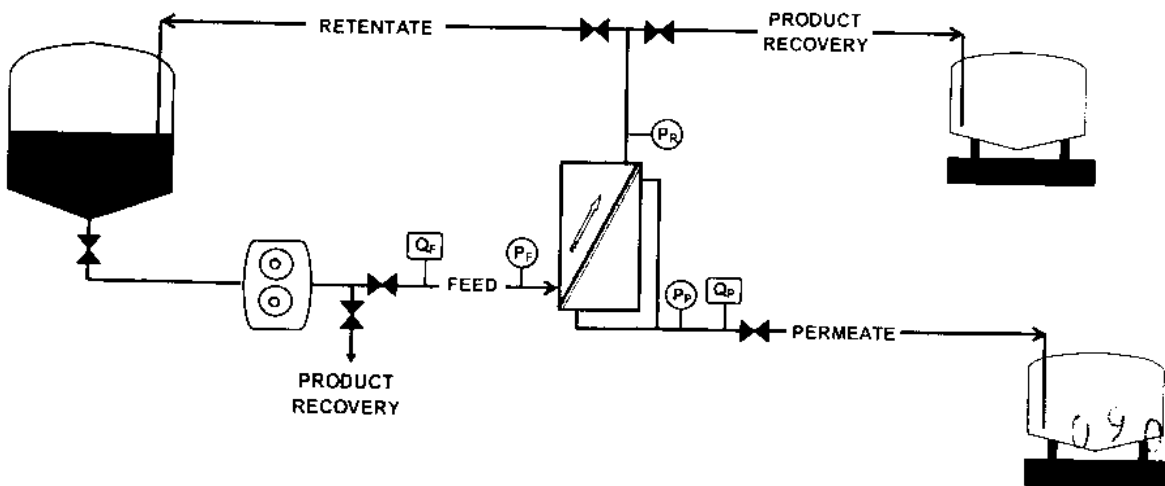 RETENTATE
PRODUCT
RECOVERY
PR
QF
PF
FEED
PP
QP
PERMEATE
PRODUCT
RECOVERY